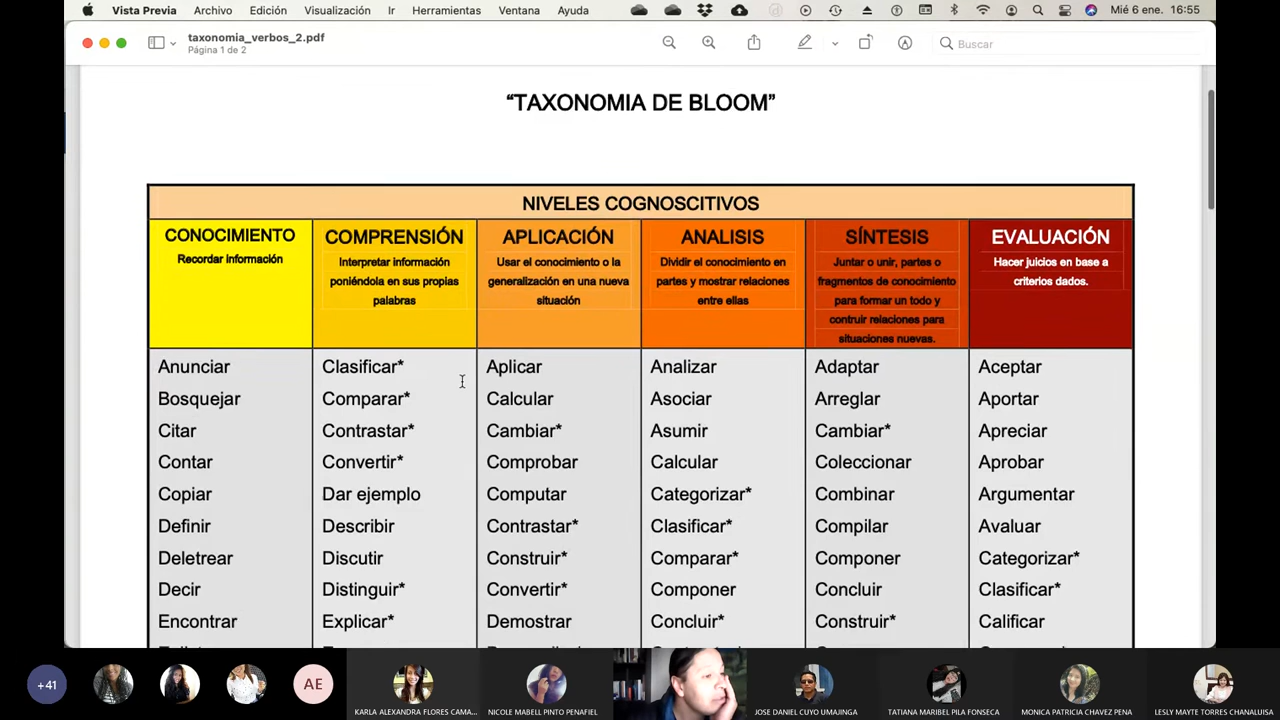 Vista Previa Archivo Edición Visualización Ir Herramientas Ventana Ayuda Mié 6 ene. 16:55
taxonomia_verbos_2.pdf
Página 1 de 2
Buscar
“TAXONOMIA DE BLOOM”
NIVELES COGNOSCITIVOS
CONOCIMIENTO
Recordar información
COMPRENSIÓN
Interpretar información
poniéndola en sus propias
palabras
APLICACIÓN
Usar el conocimiento o la
generalización en una nueva
situación
ANALISIS
Dividir el conocimiento en
partes y mostrar relaciones
entre ellas
SÍNTESIS
Juntar o unir, partes o
fragmentos de conocimiento
para formar un todo y
contruir relaciones para
situaciones nuevas.
EVALUACIÓN
Hacer juicios en base a
criterios dados.
Anunciar Clasificar* Aplicar Analizar Adaptar Aceptar
Bosquejar Comparar* Calcular Asociar Arreglar Aportar
Citar Contrastar* Cambiar* Asumir Cambiar* Apreciar
Contar Convertir* Comprobar Calcular Coleccionar Aprobar
Copiar Dar ejemplo Computar Categorizar* Combinar Argumentar
Definir Describir Contrastar* Clasificar* Compilar Avaluar
Deletrear Discutir Construir* Comparar* Componer Categorizar*
Decir Distinguir* Convertir* Componer Concluir Clasificar*
Encontrar Explicar* Demostrar Concluir* Construir* Calificar
+41 AE KARLA ALEXANDRA FLORES CAMA... NICOLE MABELL PINTO PENAFIEL JOSE DANIEL CUYO UMAJINGA TATIANA MARIBEL PILA FONSECA MONICA PATRICIA CHAVEZ PENA LESLY MAYTE TORRES CHANALUISA